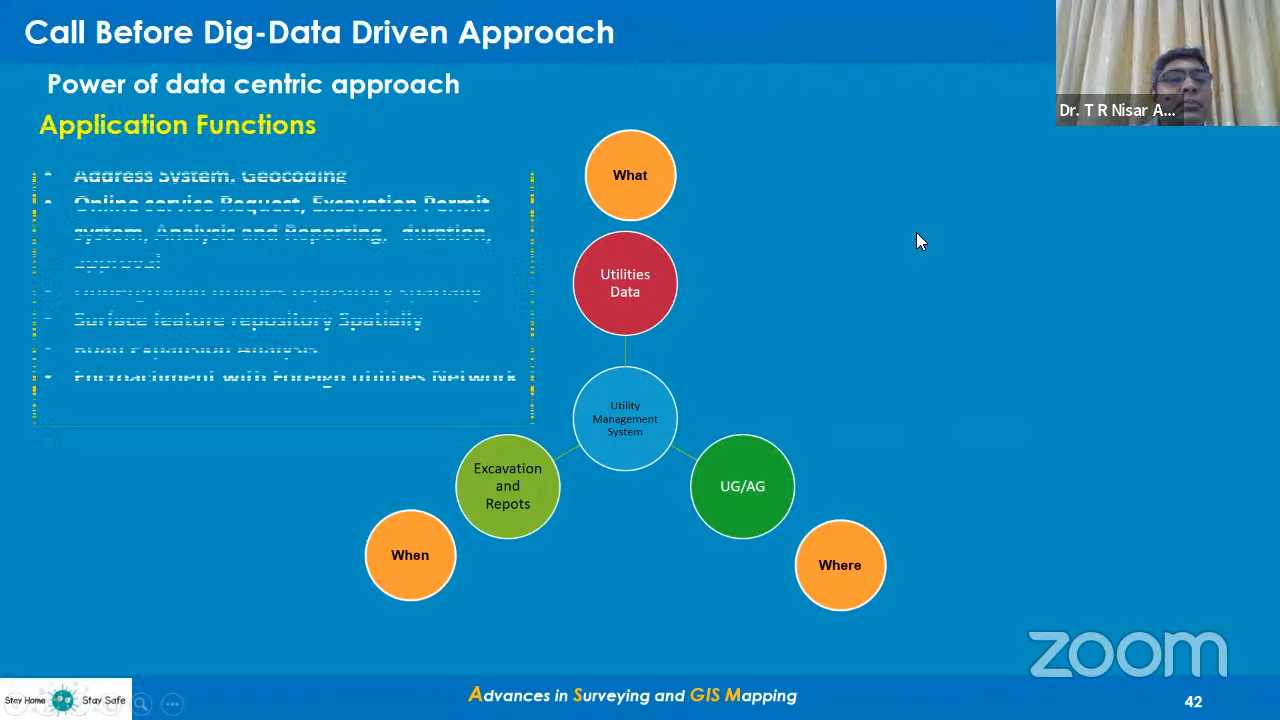 Call Before Dig-Data Driven Approach
Power of data centric approach
Application Functions
Dr. T R Nisar A...
• Address System, Geocoding
• Online service Request, Excavation Permit
system, Analysis and Reporting, duration,
approval
• Surface feature repository Spatially
• Road Expansion Analysis
• Encroachment with Foreign utilities Network
What
Utilities
Data
Utility
Management
System
Excavation
and
Repots
UG/AG
When
Where
zoom
Stay Home Stay Safe
Advances in Surveying and GIS Mapping
42